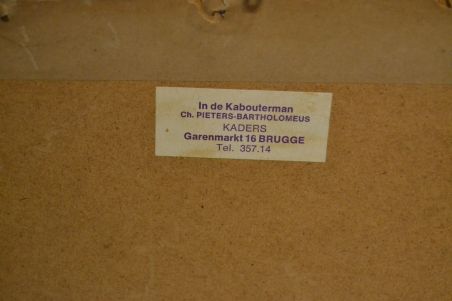 In de Kabouterman
Ch. PIETERS-BARTHOLOMEUS
KADERS
Garenmarkt 16 BRUGGE
Tel. 357.14